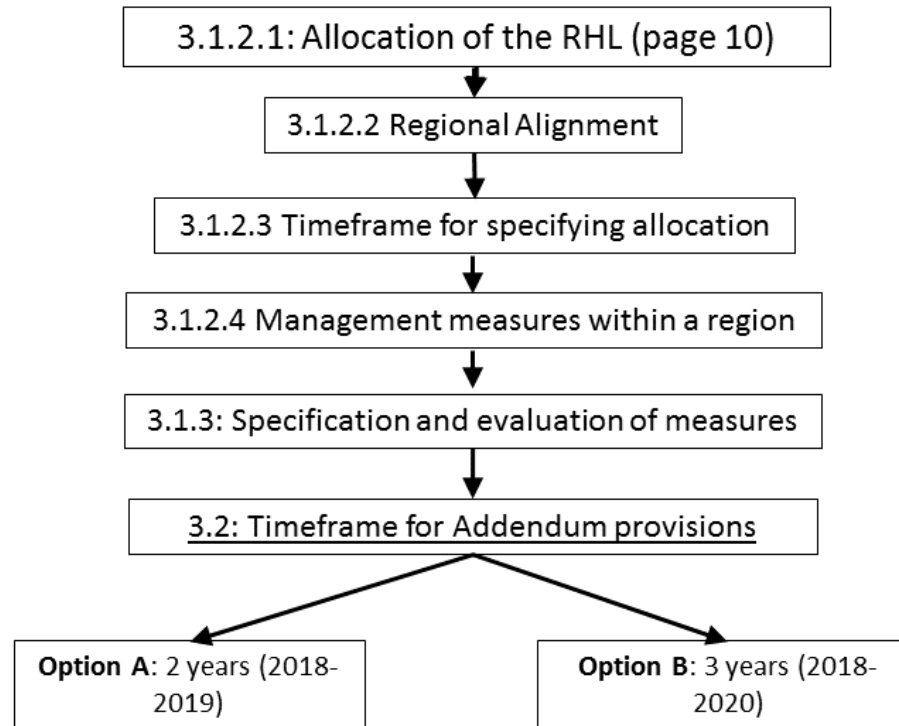 3.1.2.1: Allocation of the RHL (page 10)
3.1.2.2 Regional Alignment
3.1.2.3 Timeframe for specifying allocation
3.1.2.4 Management measures within a region
3.1.3: Specification and evaluation of measures
3.2: Timeframe for Addendum provisions
Option A: 2 years (2018-
2019)
Option B: 3 years (2018-
2020)